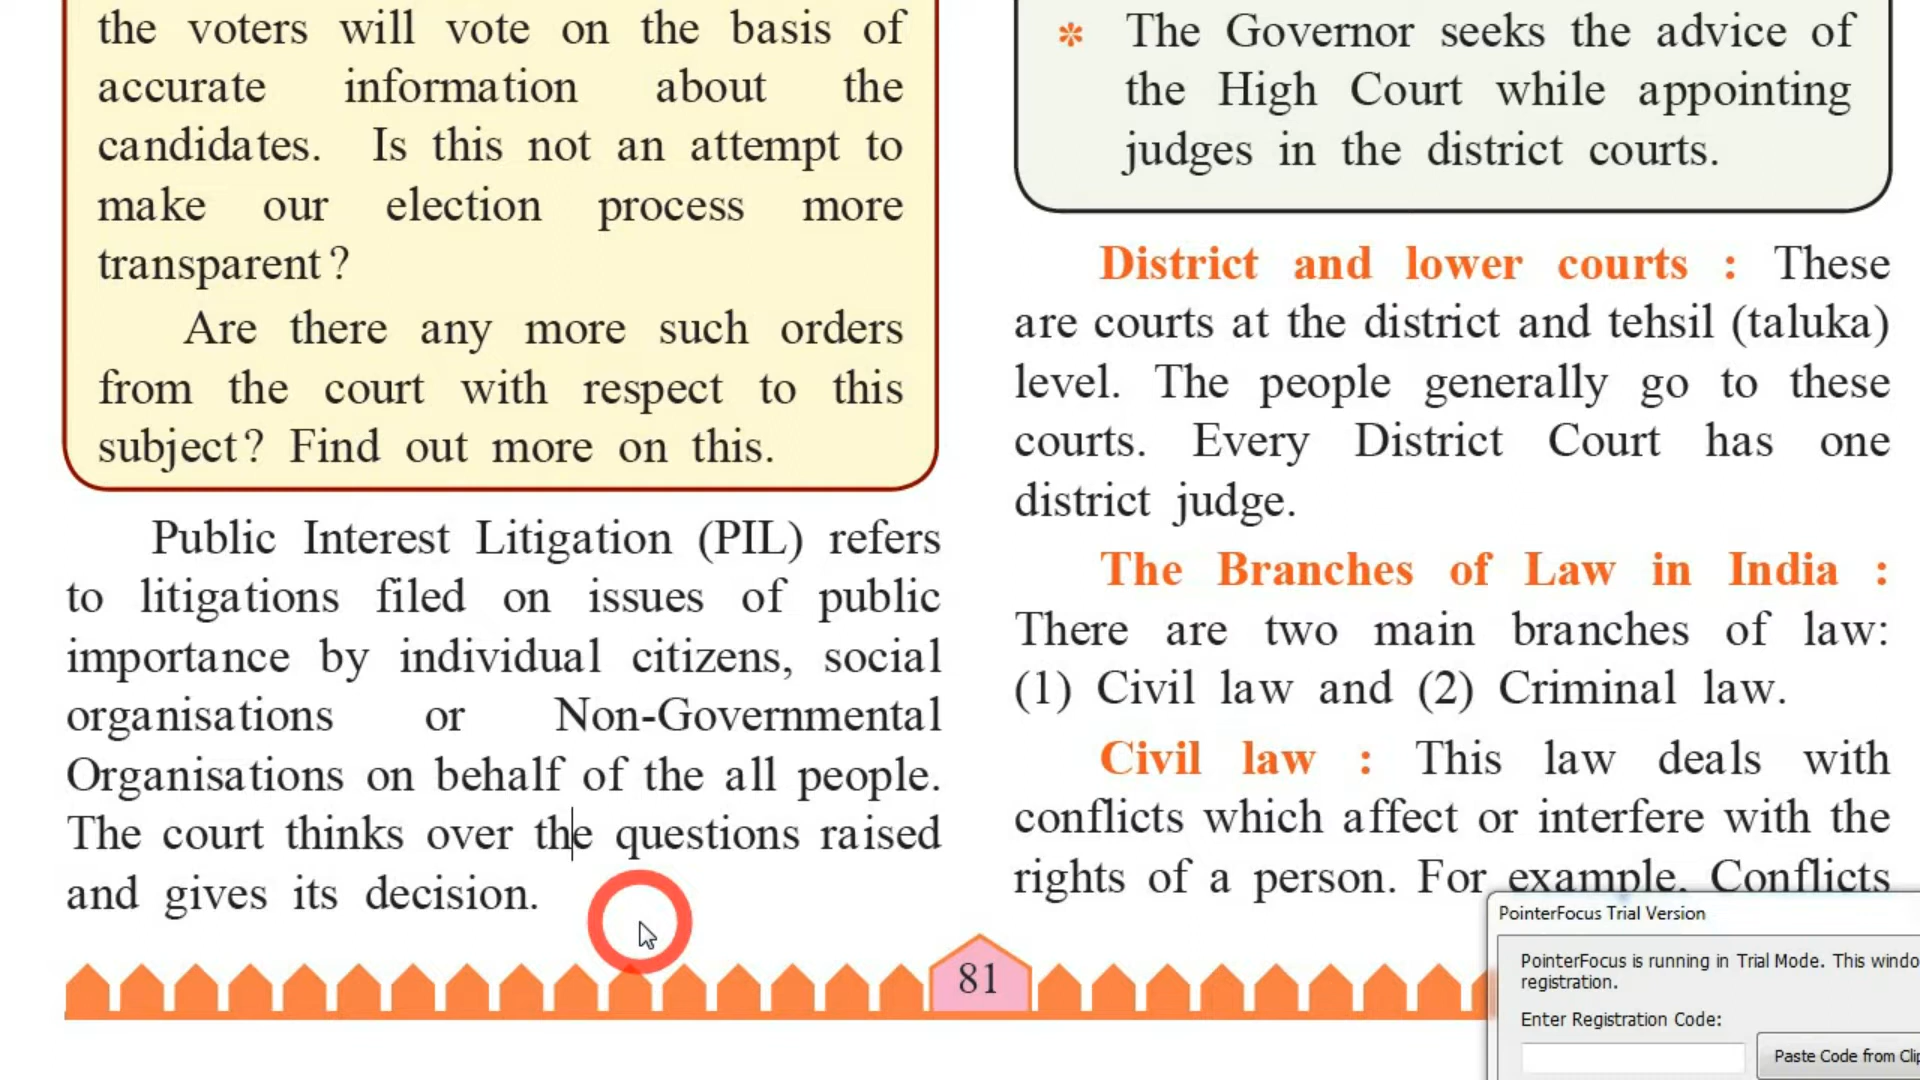 the voters will vote on the basis of
accurate information about the
candidates. Is this not an attempt to
make our election process more
transparent?
Are there any more such orders
from the court with respect to this
subject? Find out more on this.
Public Interest Litigation (PIL) refers
to litigations filed on issues of public
importance by individual citizens, social
organisations or Non-Governmental
Organisations on behalf of the all people.
The court thinks over the questions raised
and gives its decision.
* The Governor seeks the advice of
the High Court while appointing
judges in the district courts.
District and lower courts : These
are courts at the district and tehsil (taluka)
level. The people generally go to these
courts. Every District Court has one
district judge.
The Branches of Law in India :
There are two main branches of law:
(1) Civil law and (2) Criminal law.
Civil law : This law deals with
conflicts which affect or interfere with the
rights of a person. For example, Conflicts
81
PointerFocus Trial Version
PointerFocus is running in Trial Mode. This windo
registration.
Enter Registration Code:
Paste Code from Clip